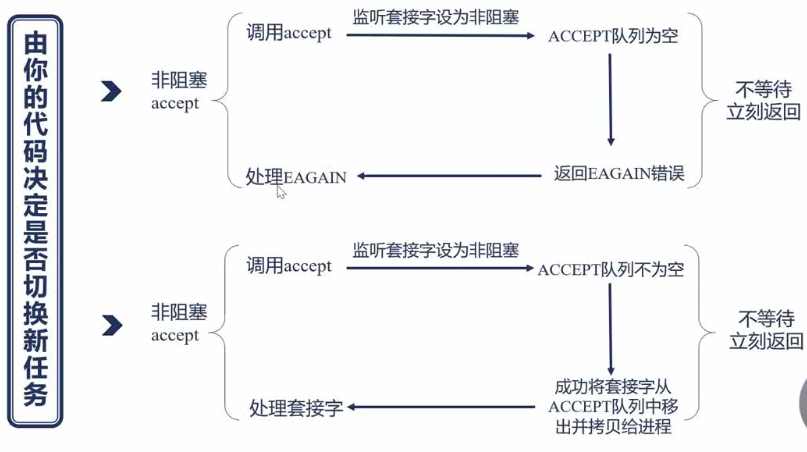 由你的代码决定是否切换新任务
非阻塞
accept
调用accept
监听套接字设为非阻塞
ACCEPT队列为空
不等待
立刻返回
处理EAGAIN
返回EAGAIN错误
非阻塞
accept
调用accept
监听套接字设为非阻塞
ACCEPT队列不为空
不等待
立刻返回
处理套接字
成功将套接字从
ACCEPT队列中移
出并拷贝给进程